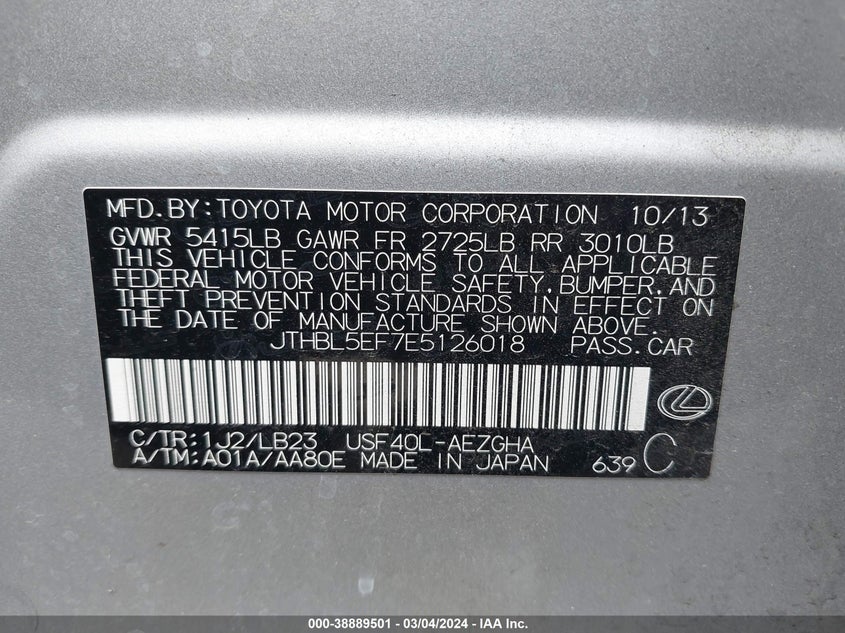 MFD.BY:TOYOTA MOTOR CORPORATION 10/13
GVWR 5415LB GAWR FR 2725LB RR 3010LB
THIS VEHICLE CONFORMS TO ALL APPLICABLE
FEDERAL MOTOR VEHICLE SAFETY,BUMPER,AND
THEFT PREVENTION STANDARDS IN EFFECT ON
THE DATE OF MANUFACTURE SHOWN ABOVE.
JTHBL5EF7E5126018 PASS.CAR
C/TR:1J2/LB23 USF40L-AEZGHA
A/TM:A01A/AA80E MADE IN JAPAN 639 C
000-38889501 - 03/04/2024 - IAA Inc.